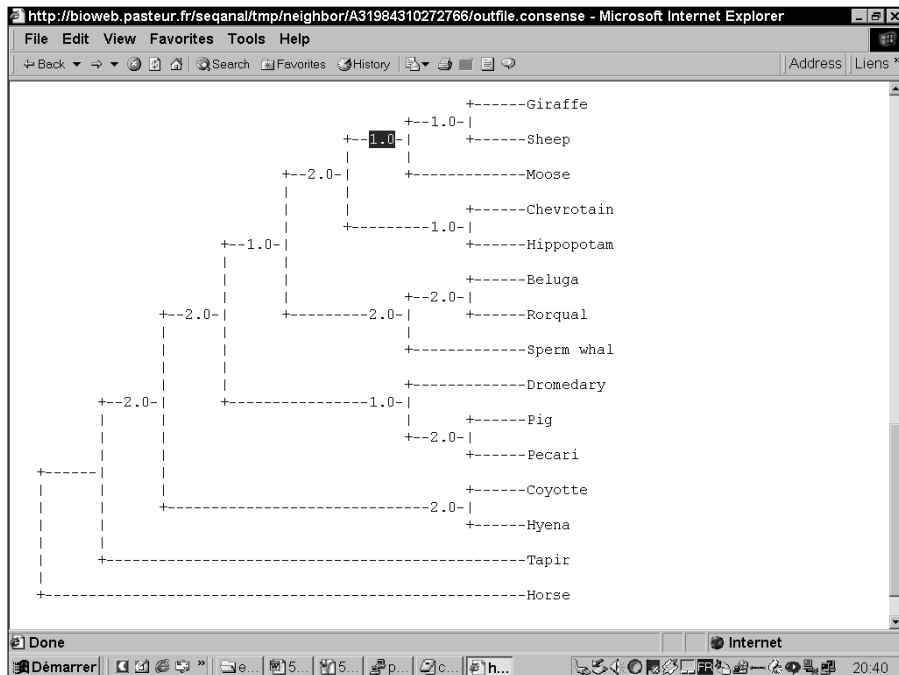 http://bioweb.pasteur.fr/seqanal/tmp/neighbor/A31984310272766/outfile.consense - Microsoft Internet Explorer
File Edit View Favorites Tools Help
Back Search Favorites History Address Liens »
+------Giraffe
+--1.0-|
+--1.0-| +------Sheep
| |
+--2.0-| +-------------Moose
| |
| | +------Chevrotain
| +---------1.0-|
+--1.0-| +------Hippopotam
| |
| | +------Beluga
| | +--2.0-|
+--2.0-| +---------2.0-| +------Rorqual
| | |
| | +-------------Sperm whal
| |
| | +-------------Dromedary
+--2.0-| +----------------1.0-|
| | | +------Pig
| | +--2.0-|
| | +------Pecari
+------|
| | | +------Coyotte
| | +-----------------------------2.0-|
| | +------Hyena
| |
| +-----------------------------------------------Tapir
|
+------------------------------------------------------Horse
Done Internet
Démarrer » e... 5... 5... p... c... h... FR 20:40